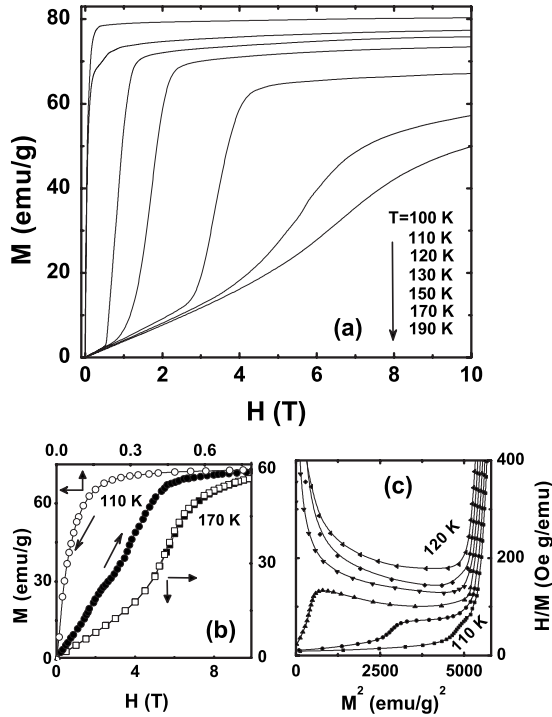 M (emu/g)
80
60
40
20
0
T=100 K
110 K
120 K
130 K
150 K
170 K
190 K
(a)
0 2 4 6 8 10
H (T)
0.0 0.3 0.6
M (emu/g)
60
30
0
110 K
170 K
(b)
60
30
0
0 4 8
H (T)
(c)
120 K
110 K
400
200
0
H/M (Oe g/emu)
0 2500 5000
M² (emu/g)²